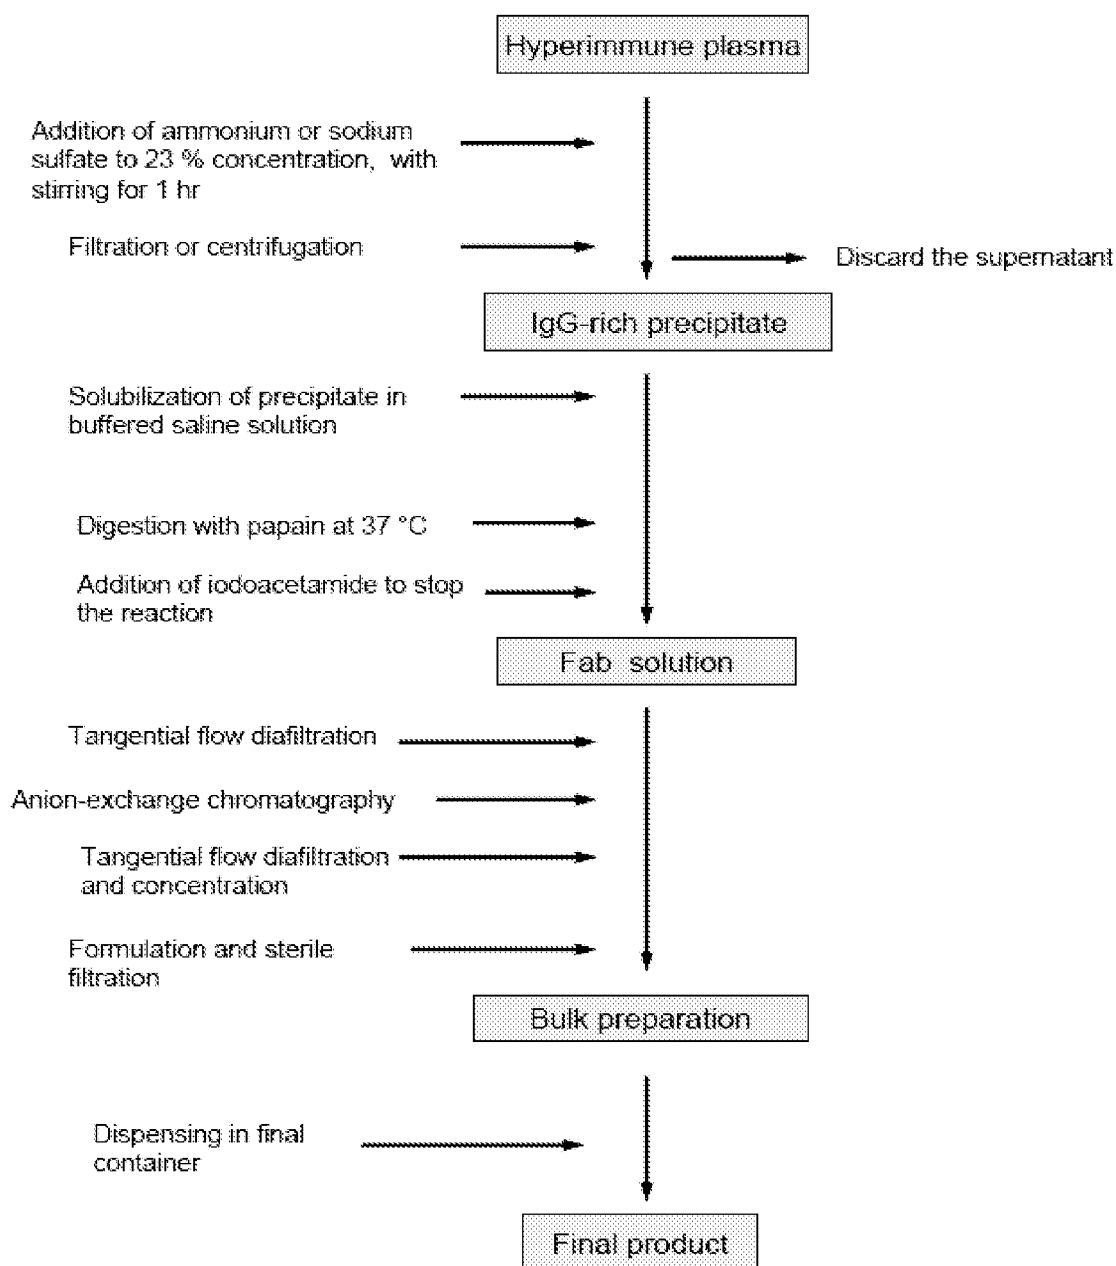 Hyperimmune plasma
Addition of ammonium or sodium
sulfate to 23 % concentration, with
stirring for 1 hr
Filtration or centrifugation
Discard the supernatant
IgG-rich precipitate
Solubilization of precipitate in
buffered saline solution
Digestion with papain at 37 °C
Addition of iodoacetamide to stop
the reaction
Fab solution
Tangential flow diafiltration
Anion-exchange chromatography
Tangential flow diafiltration
and concentration
Formulation and sterile
filtration
Bulk preparation
Dispensing in final
container
Final product